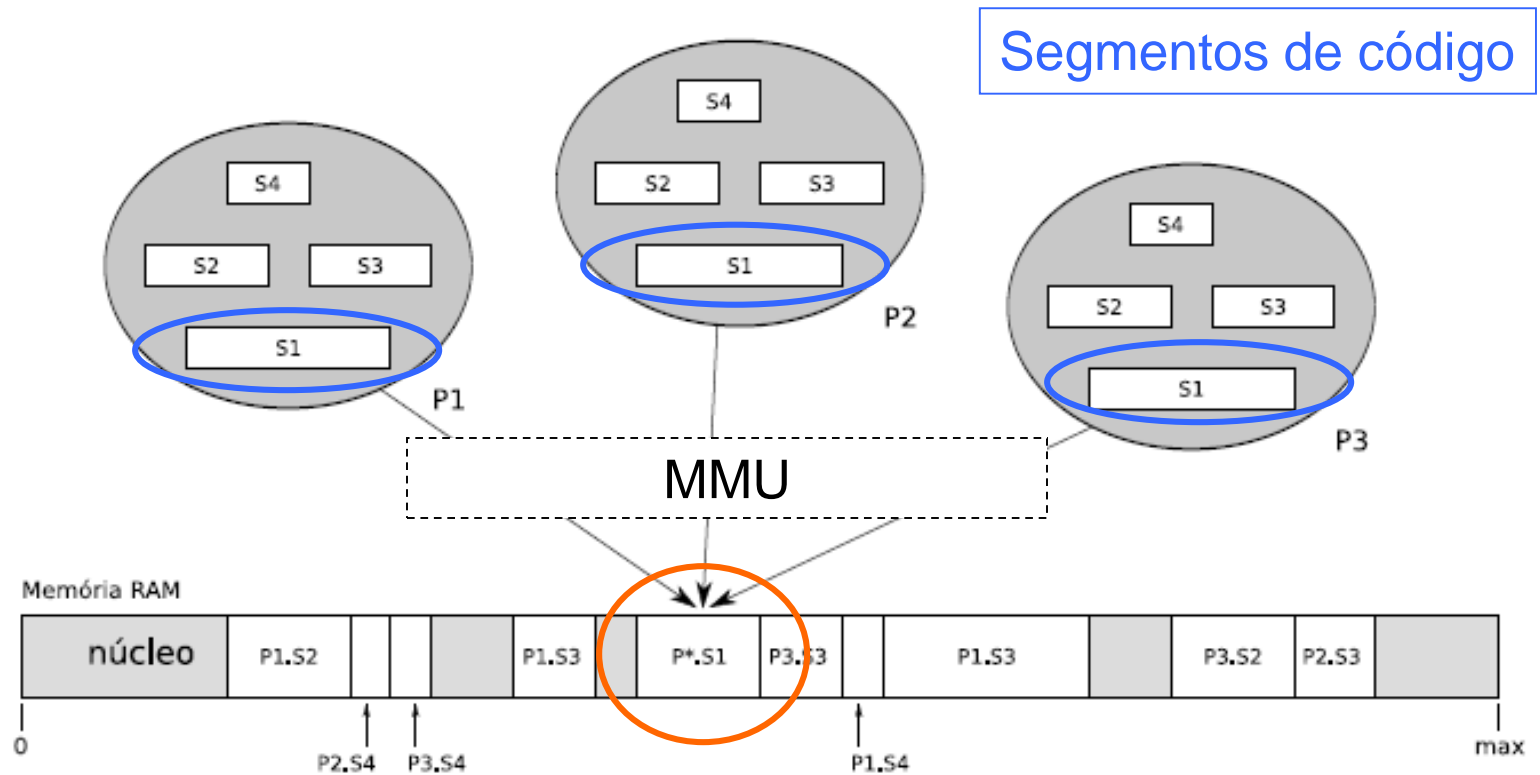 Segmentos de código
S4
S2 S3
S1
P1
S4
S2 S3
S1
P2
S4
S2 S3
S1
P3
MMU
Memória RAM
núcleo P1.S2 P1.S3 P*.S1 P3.S3 P1.S3 P3.S2 P2.S3
0 P2.S4 P3.S4 P1.S4 max